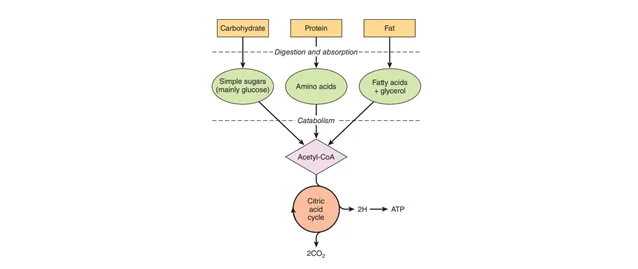 Carbohydrate
Protein
Fat
Digestion and absorption
Simple sugars
(mainly glucose)
Amino acids
Fatty acids
+ glycerol
Catabolism
Acetyl-CoA
Citric
acid
cycle
2H
ATP
2CO₂